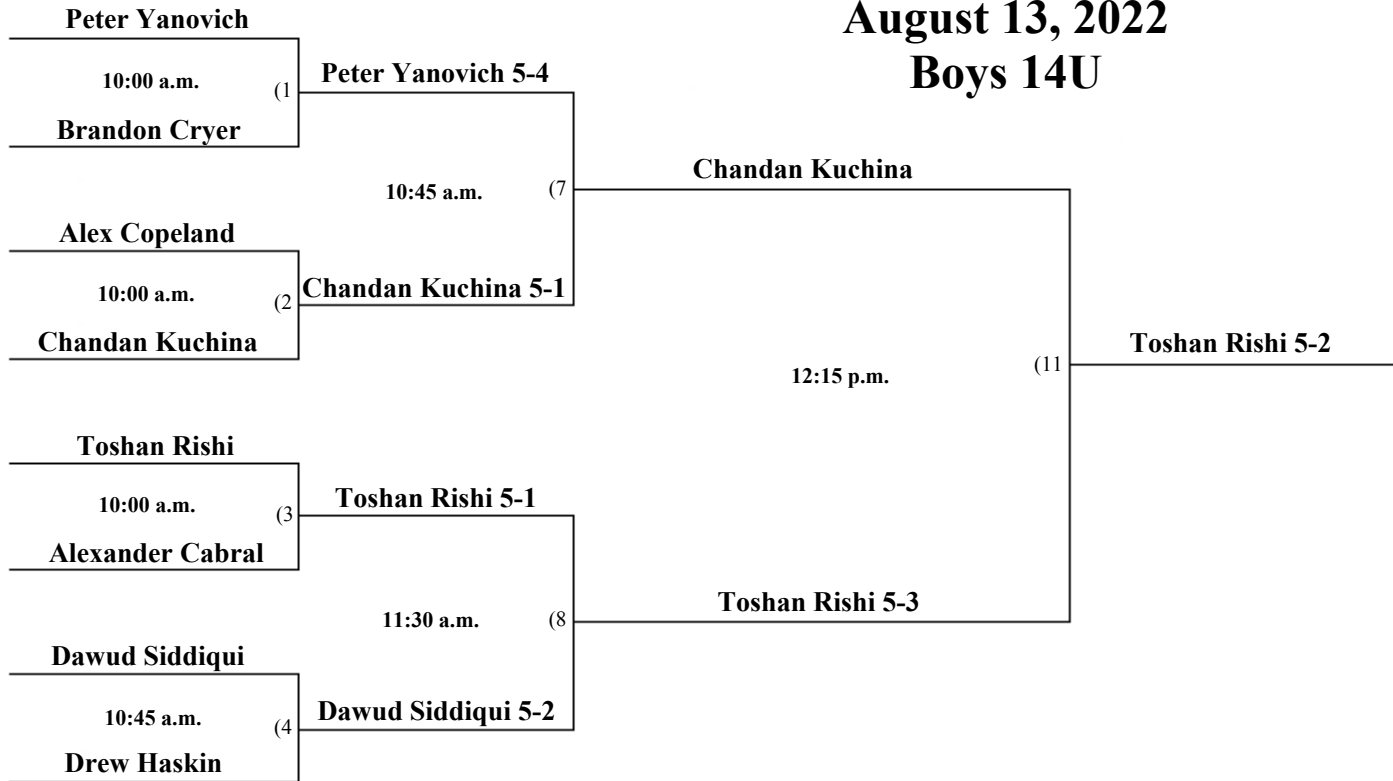 August 13, 2022
Boys 14U
Peter Yanovich
10:00 a.m.
(1
Brandon Cryer
Peter Yanovich 5-4
10:45 a.m.
(7
Alex Copeland
10:00 a.m.
(2
Chandan Kuchina
Chandan Kuchina 5-1
Chandan Kuchina
12:15 p.m.
(11
Toshan Rishi 5-2
Toshan Rishi
10:00 a.m.
(3
Alexander Cabral
Toshan Rishi 5-1
11:30 a.m.
(8
Toshan Rishi 5-3
Dawud Siddiqui
10:45 a.m.
(4
Drew Haskin
Dawud Siddiqui 5-2